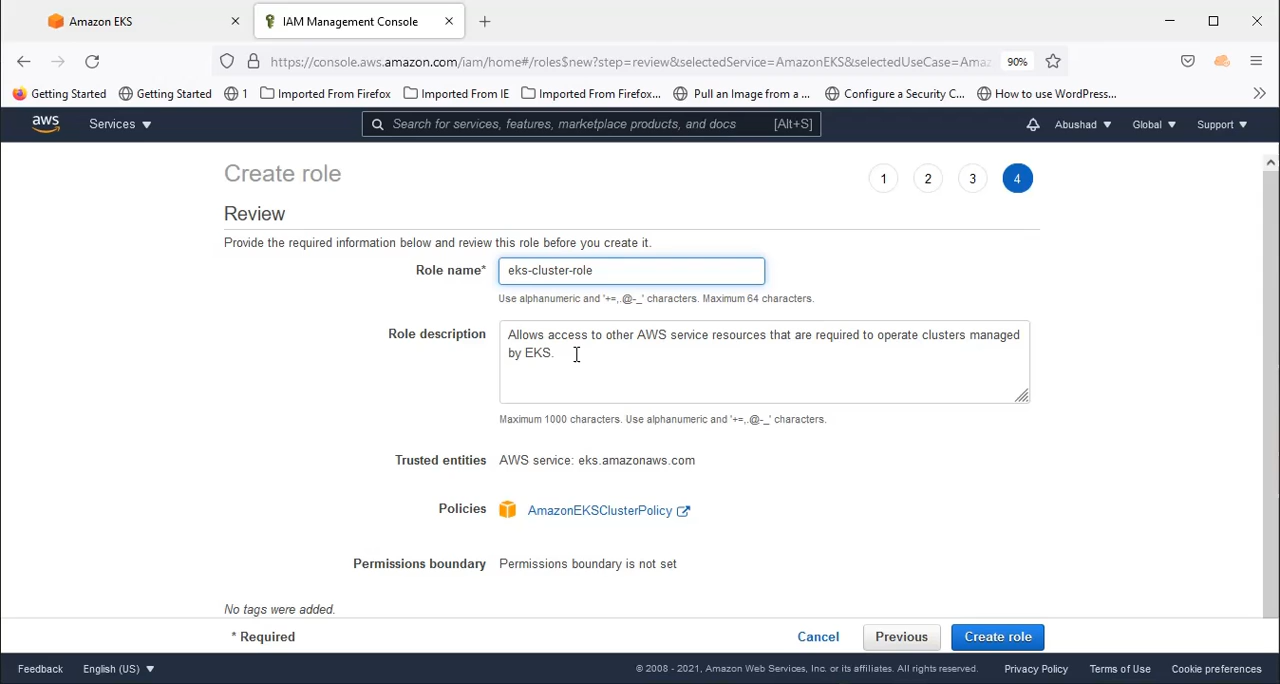 Amazon EKS
IAM Management Console
https://console.aws.amazon.com/iam/home#/roles$new?step=review&selectedService=AmazonEKS&selectedUseCase=Amaz
90%
Getting Started
Getting Started
1
Imported From Firefox
Imported From IE
Imported From Firefox...
Pull an Image from a ...
Configure a Security C...
How to use WordPress...
aws
Services
Search for services, features, marketplace products, and docs [Alt+S]
Abushad
Global
Support
Create role
1 2 3 4
Review
Provide the required information below and review this role before you create it.
Role name* eks-cluster-role
Use alphanumeric and '+=,.@-_' characters. Maximum 64 characters.
Role description Allows access to other AWS service resources that are required to operate clusters managed
by EKS.
Maximum 1000 characters. Use alphanumeric and '+=,.@-_' characters.
Trusted entities AWS service: eks.amazonaws.com
Policies AmazonEKSClusterPolicy
Permissions boundary Permissions boundary is not set
No tags were added.
* Required
Cancel
Previous
Create role
Feedback
English (US)
© 2008 - 2021, Amazon Web Services, Inc. or its affiliates. All rights reserved.
Privacy Policy
Terms of Use
Cookie preferences